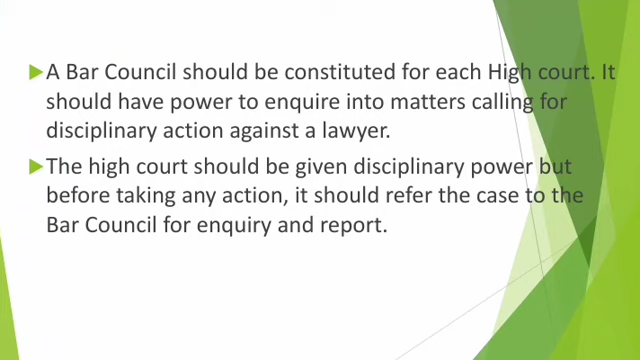 A Bar Council should be constituted for each High court. It
should have power to enquire into matters calling for
disciplinary action against a lawyer.
The high court should be given disciplinary power but
before taking any action, it should refer the case to the
Bar Council for enquiry and report.